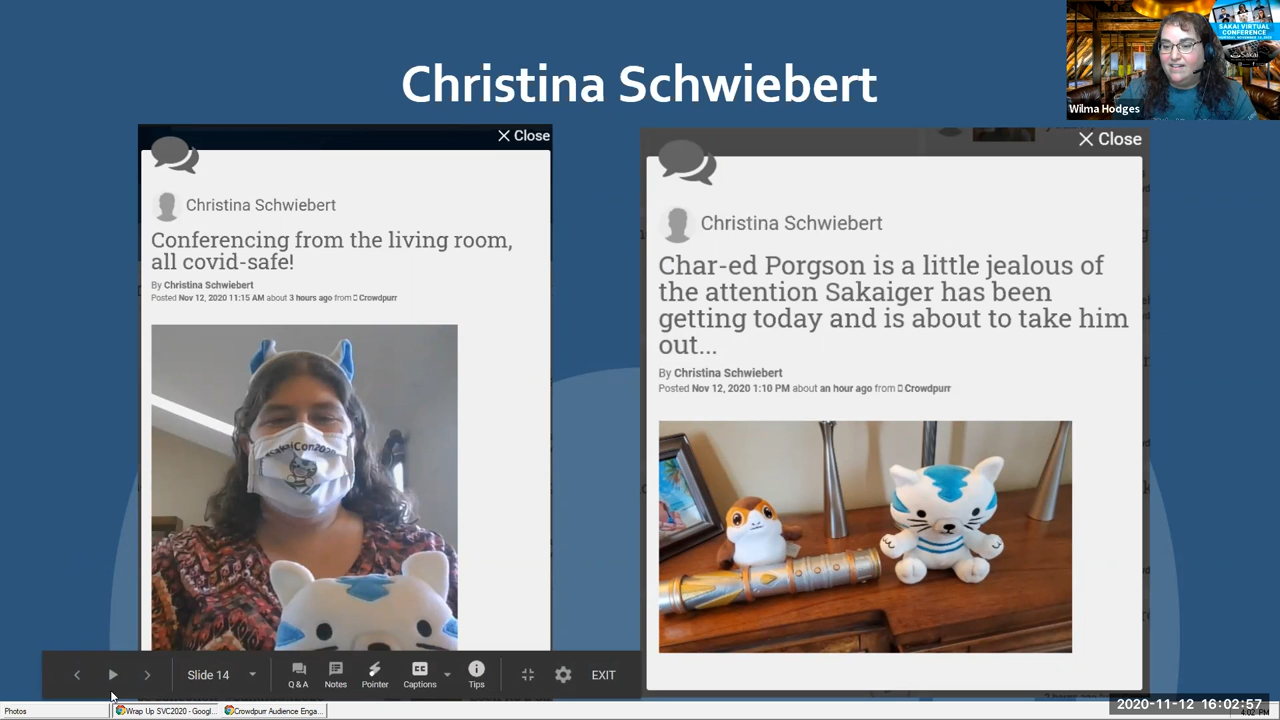 Christina Schwiebert
SAKAI VIRTUAL
CONFERENCE
Wilma Hodges
Close
Christina Schwiebert
Conferencing from the living room,
all covid-safe!
By Christina Schwiebert
Posted Nov 12, 2020 11:15 AM about 3 hours ago from Crowdpurr
SakaiCon2020
Close
Christina Schwiebert
Char-ed Porgson is a little jealous of
the attention Sakaiger has been
getting today and is about to take him
out...
By Christina Schwiebert
Posted Nov 12, 2020 1:10 PM about an hour ago from Crowdpurr
Slide 14
Q & A
Notes
Pointer
Captions
Tips
EXIT
Photos
Wrap Up SVC2020 - Googl...
Crowdpurr Audience Enga...
2020-11-12 16:02:57
4:02 PM